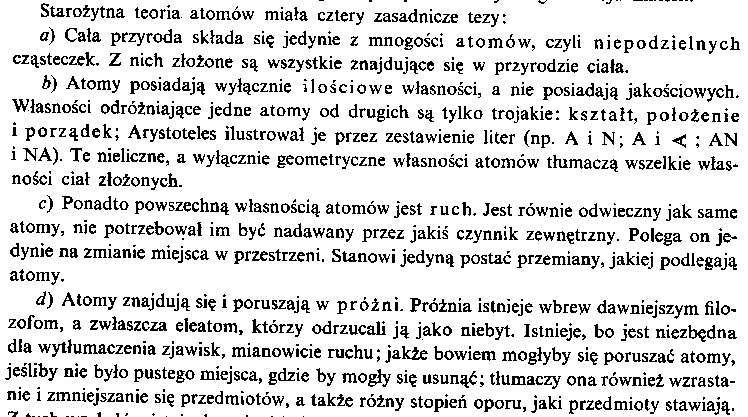 Starożytna teoria atomów miała cztery zasadnicze tezy:
a) Cała przyroda składa się jedynie z mnogości atomów, czyli niepodzielnych
cząsteczek. Z nich złożone są wszystkie znajdujące się w przyrodzie ciała.
b) Atomy posiadają wyłącznie ilościowe własności, a nie posiadają jakościowych.
Własności odróżniające jedne atomy od drugich są tylko trojakie: kształt, położenie
i porządek; Arystoteles ilustrował je przez zestawienie liter (np. A i N; A i ∢ ; AN
i NA). Te nieliczne, a wyłącznie geometryczne własności atomów tłumaczą wszelkie włas-
ności ciał złożonych.
c) Ponadto powszechną własnością atomów jest ruch. Jest równie odwieczny jak same
atomy, nie potrzebował im być nadawany przez jakiś czynnik zewnętrzny. Polega on je-
dynie na zmianie miejsca w przestrzeni. Stanowi jedyną postać przemiany, jakiej podlegają
atomy.
d) Atomy znajdują się i poruszają w próżni. Próżnia istnieje wbrew dawniejszym filo-
zofom, a zwłaszcza eleatom, którzy odrzucali ją jako niebyt. Istnieje, bo jest niezbędna
dla wytłumaczenia zjawisk, mianowicie ruchu; jakże bowiem mogłyby się poruszać atomy,
jeśliby nie było pustego miejsca, gdzie by mogły się usunąć; tłumaczy ona również wzrasta-
nie i zmniejszanie się przedmiotów, a także różny stopień oporu, jaki przedmioty stawiają.